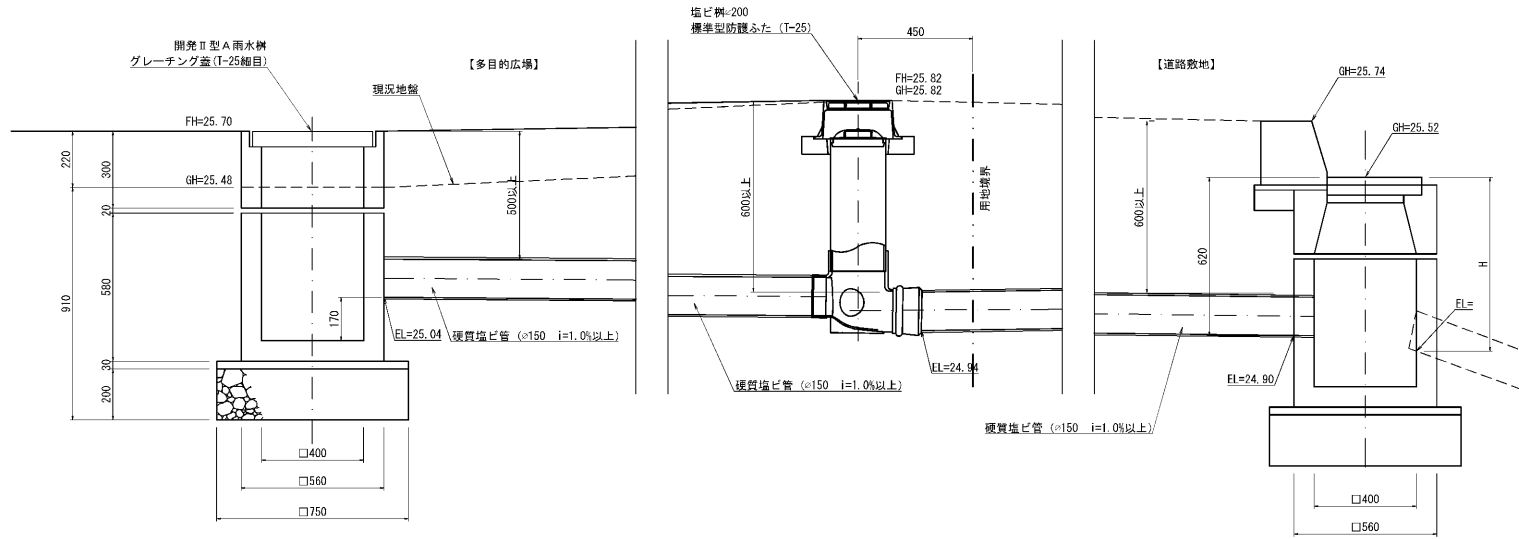 開発Ⅱ型A雨水桝
グレーチング蓋(T-25細目)
【多目的広場】
現況地盤
FH=25.70
GH=25.48
220
300
20
580
910
30
200
170
500以上
EL=25.04
硬質塩ビ管 (∅150 i=1.0%以上)
□400
□560
□750
塩ビ桝∅200
標準型防護ふた (T-25)
450
FH=25.82
GH=25.82
600以上
用地境界
EL=24.94
硬質塩ビ管 (∅150 i=1.0%以上)
【道路敷地】
GH=25.74
GH=25.52
600以上
620
H
EL=
EL=24.90
硬質塩ビ管 (∅150 i=1.0%以上)
□400
□560